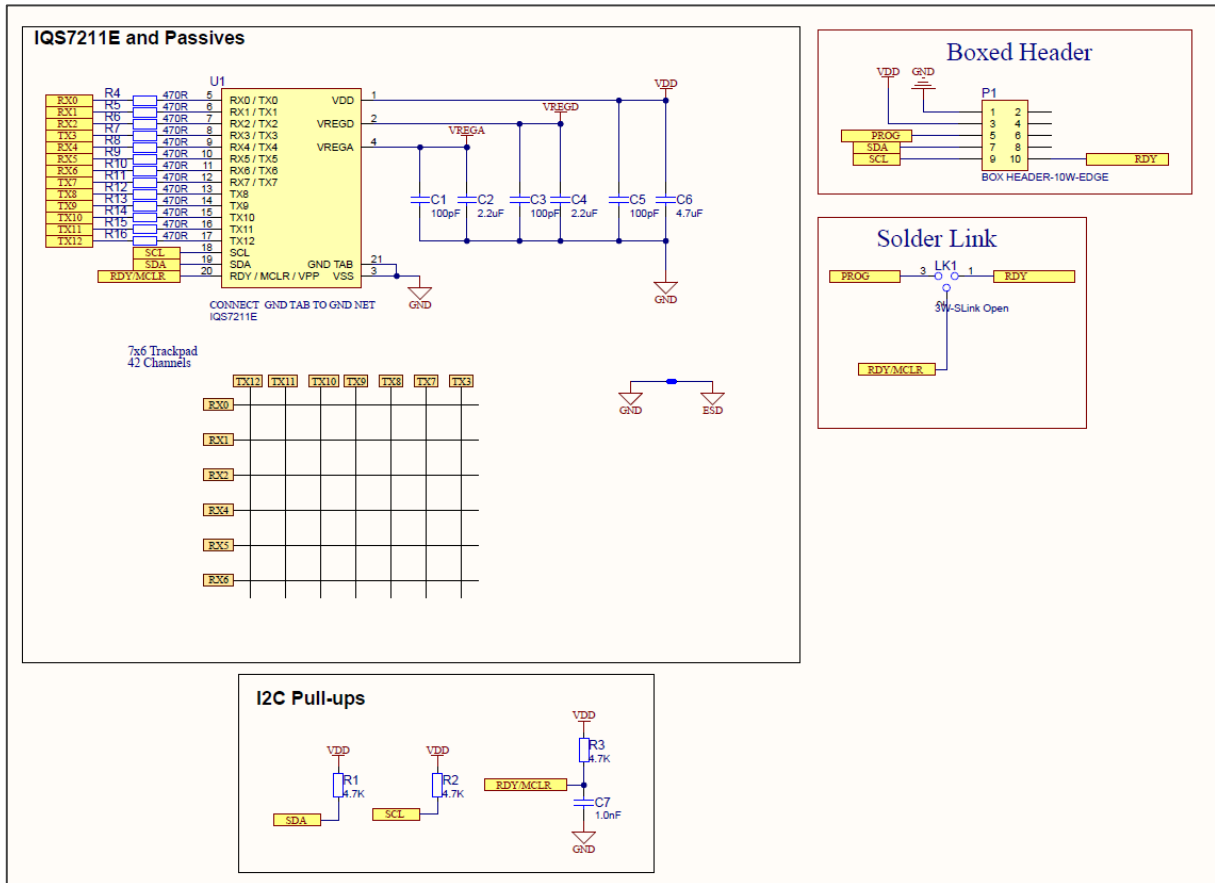 IQS7211E and Passives
U1
RX0 R4 470R 5 RX0 / TX0
RX1 R5 470R 6 RX1 / TX1
RX2 R6 470R 7 RX2 / TX2
TX3 R7 470R 8 RX3 / TX3
RX4 R8 470R 9 RX4 / TX4
RX5 R9 470R 10 RX5 / TX5
RX6 R10 470R 11 RX6 / TX6
TX7 R11 470R 12 RX7 / TX7
TX8 R12 470R 13 TX8
TX9 R13 470R 14 TX9
TX10 R14 470R 15 TX10
TX11 R15 470R 16 TX11
TX12 R16 470R 17 TX12
SCL 18 SCL
SDA 19 SDA
RDY/MCLR 20 RDY / MCLR / VPP
VDD 1
VREGD 2
VREGA 4
GND TAB 21
VSS 3
VREGA
VREGD
VDD
C1 100pF
C2 2.2uF
C3 100pF
C4 2.2uF
C5 100pF
C6 4.7uF
GND
GND
CONNECT GND TAB TO GND NET
IQS7211E
7x6 Trackpad
42 Channels
TX12 TX11 TX10 TX9 TX8 TX7 TX3
RX0
RX1
RX2
RX4
RX5
RX6
GND ESD
Boxed Header
VDD GND
P1
1 2
3 4
PROG 5 6
SDA 7 8
SCL 9 10 RDY
BOX HEADER-10W-EDGE
Solder Link
LK1
PROG 3 1 RDY
2
3W-SLink Open
RDY/MCLR
I2C Pull-ups
VDD
R1
4.7K
SDA
VDD
R2
4.7K
SCL
VDD
R3
4.7K
RDY/MCLR
C7
1.0nF
GND